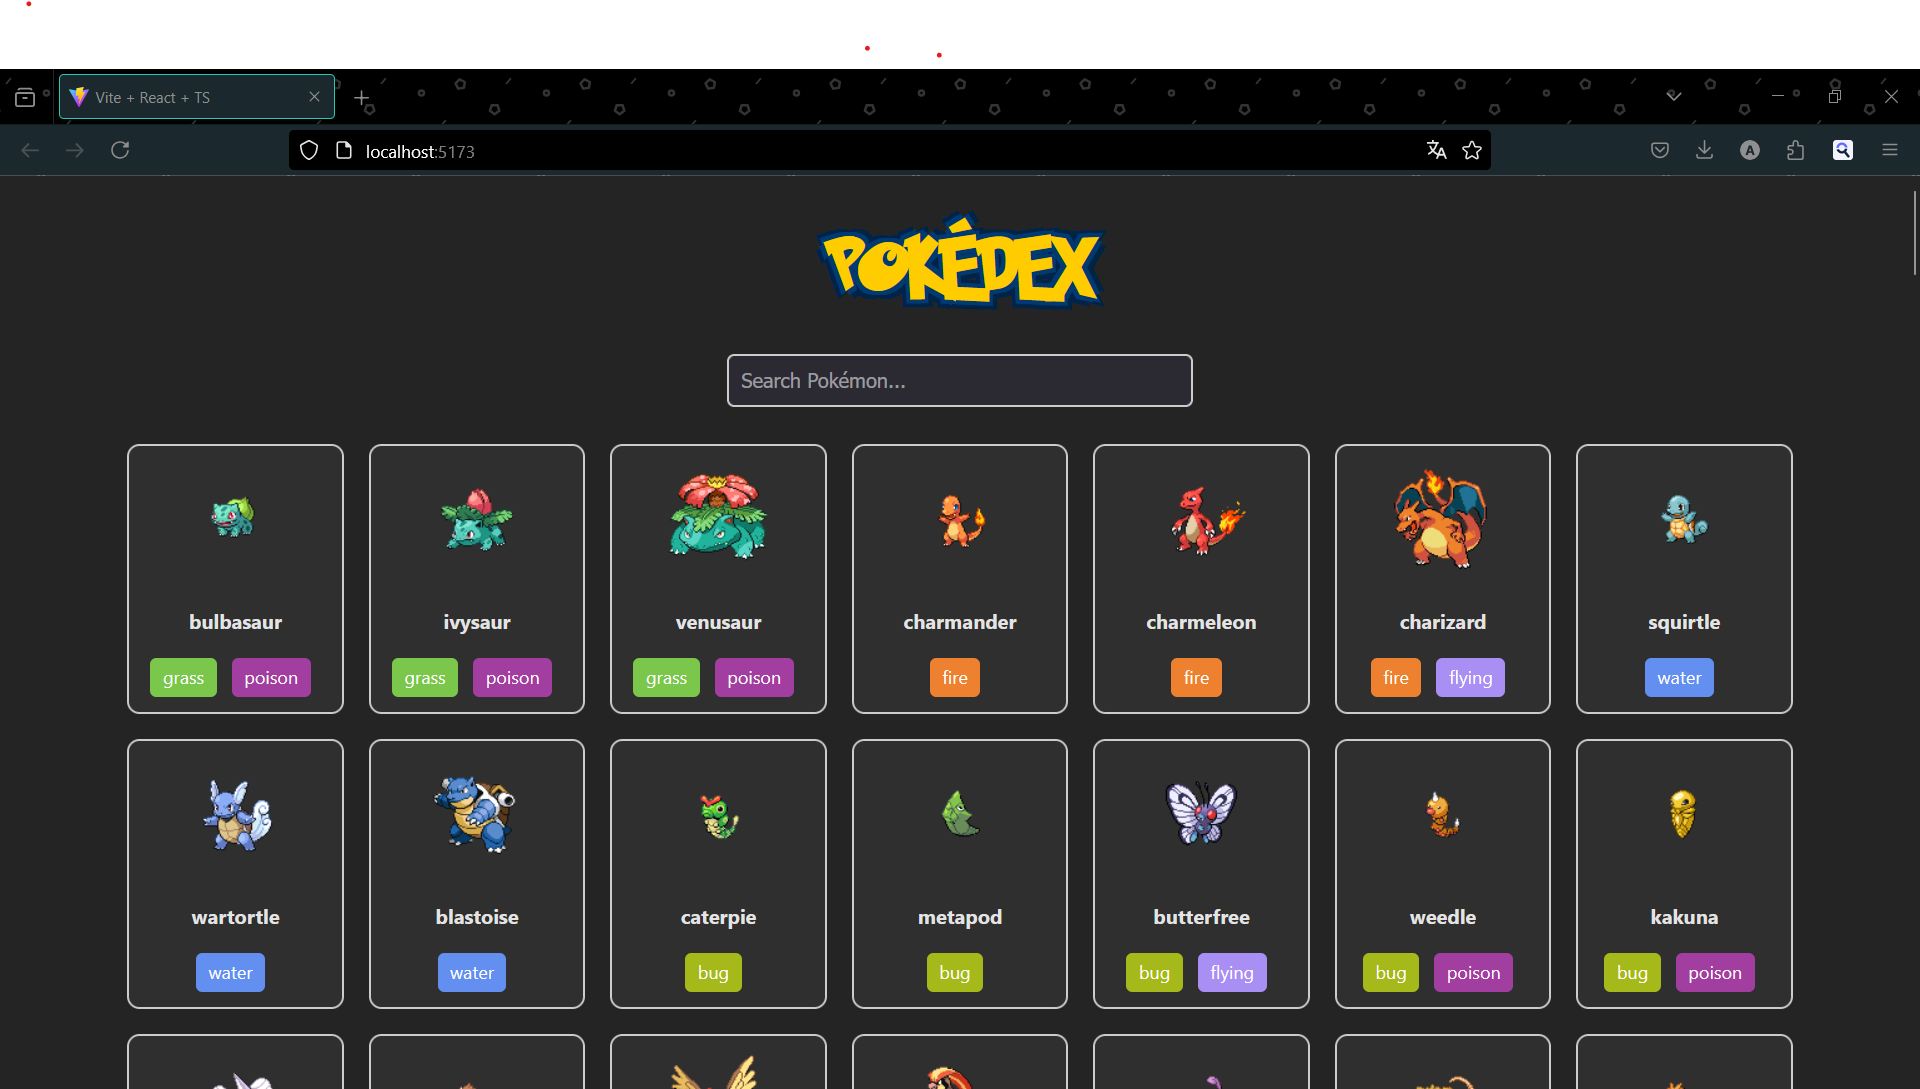 Vite + React + TS
localhost:5173
A
POKÉDEX
Search Pokémon...
bulbasaur ivysaur venusaur charmander charmeleon charizard squirtle
grass poison grass poison grass poison fire fire fire flying water
wartortle blastoise caterpie metapod butterfree weedle kakuna
water water bug bug bug flying bug poison bug poison